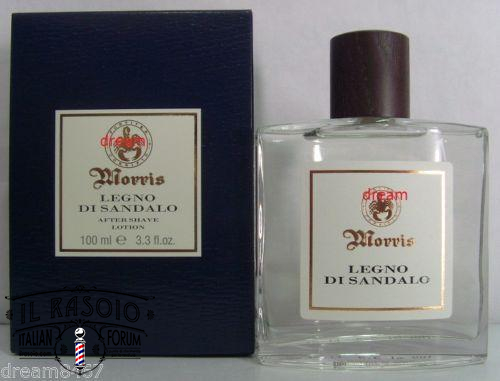 dream
Morris
LEGNO
DI SANDALO
AFTER SHAVE
LOTION
100 ml e 3.3 fl.oz.
dream
Morris
LEGNO
DI SANDALO
IL RASOIO
ITALIAN FORUM
dream8467